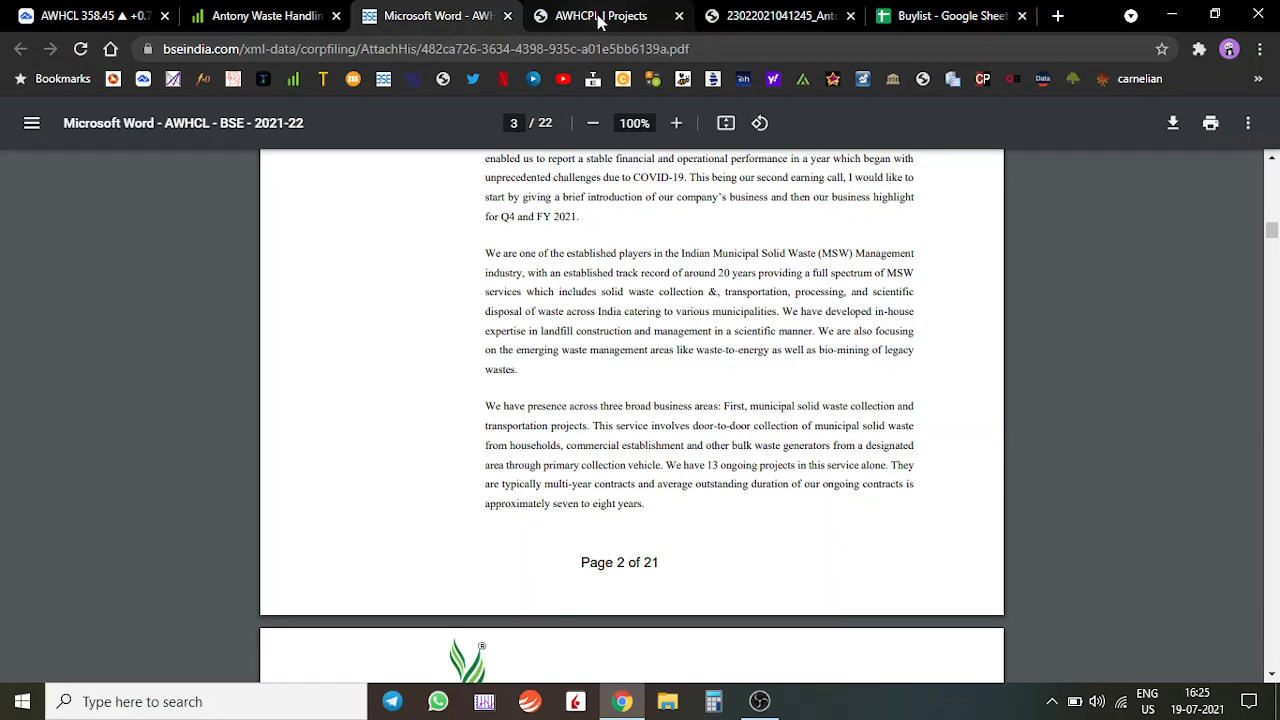 AWHCL 358.45 ▲ +0.7
Antony Waste Handlin
Microsoft Word - AWH
AWHCPL | Projects
23022021041245_Anto
Buylist - Google Sheet
bseindia.com/xml-data/corpfiling/AttachHis/482ca726-3634-4398-935c-a01e5bb6139a.pdf
Bookmarks
canelian
Microsoft Word - AWHCL - BSE - 2021-22
3 / 22
100%
enabled us to report a stable financial and operational performance in a year which began with
unprecedented challenges due to COVID-19. This being our second earning call, I would like to
start by giving a brief introduction of our company's business and then our business highlight
for Q4 and FY 2021.
We are one of the established players in the Indian Municipal Solid Waste (MSW) Management
industry, with an established track record of around 20 years providing a full spectrum of MSW
services which includes solid waste collection &, transportation, processing, and scientific
disposal of waste across India catering to various municipalities. We have developed in-house
expertise in landfill construction and management in a scientific manner. We are also focusing
on the emerging waste management areas like waste-to-energy as well as bio-mining of legacy
wastes.
We have presence across three broad business areas: First, municipal solid waste collection and
transportation projects. This service involves door-to-door collection of municipal solid waste
from households, commercial establishment and other bulk waste generators from a designated
area through primary collection vehicle. We have 13 ongoing projects in this service alone. They
are typically multi-year contracts and average outstanding duration of our ongoing contracts is
approximately seven to eight years.
Page 2 of 21
Type here to search
ENG
US
16:25
19-07-2021